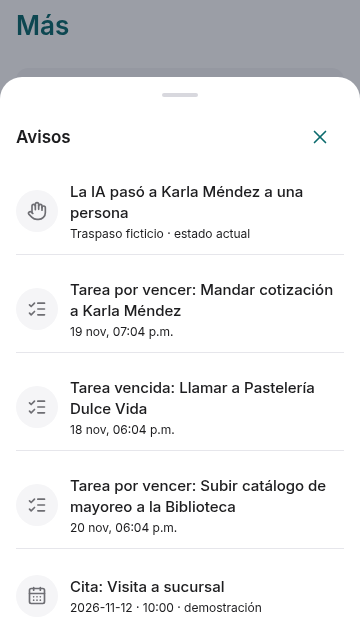 Más
Avisos
La IA pasó a Karla Méndez a una
persona
Traspaso ficticio · estado actual
Tarea por vencer: Mandar cotización
a Karla Méndez
19 nov, 07:04 p.m.
Tarea vencida: Llamar a Pastelería
Dulce Vida
18 nov, 06:04 p.m.
Tarea por vencer: Subir catálogo de
mayoreo a la Biblioteca
20 nov, 06:04 p.m.
Cita: Visita a sucursal
2026-11-12 · 10:00 · demostración